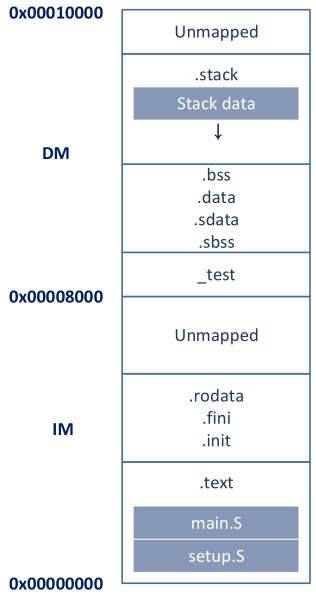 0x00010000
Unmapped
.stack
Stack data
↓
DM
.bss
.data
.sdata
.sbss
_test
0x00008000
Unmapped
.rodata
.fini
.init
IM
.text
main.S
setup.S
0x00000000